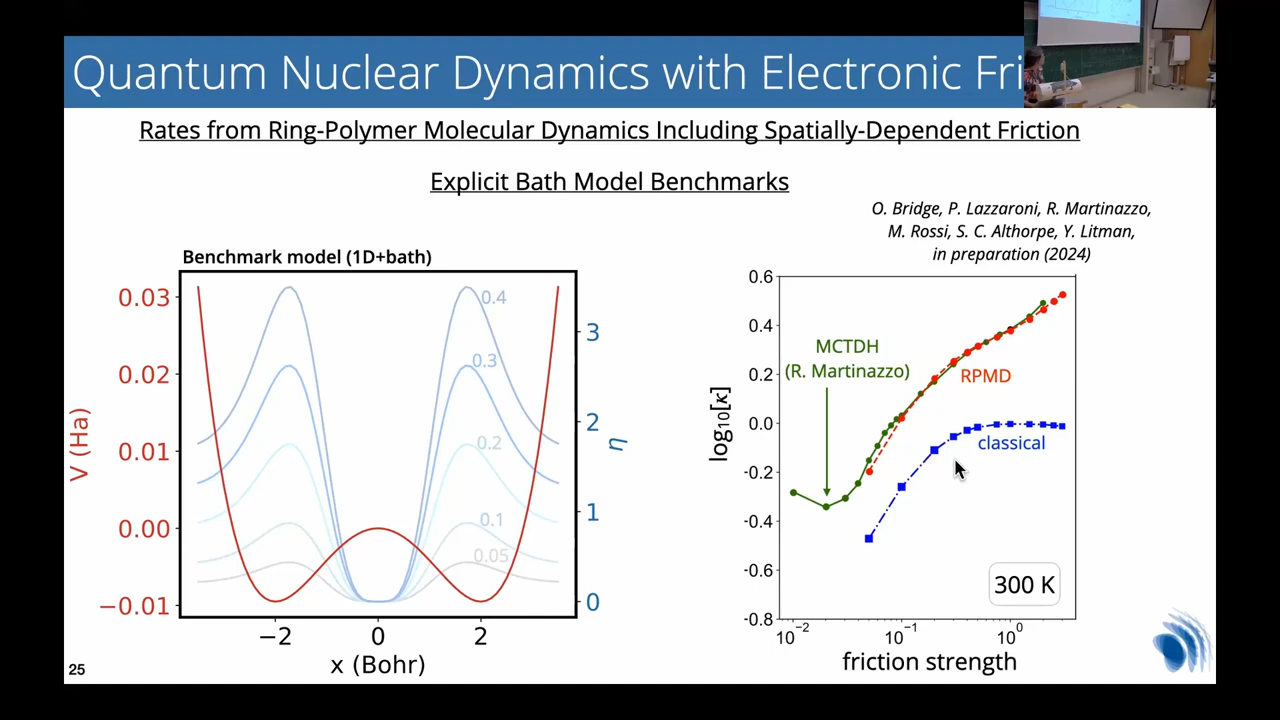 Quantum Nuclear Dynamics with Electronic Fri
Rates from Ring-Polymer Molecular Dynamics Including Spatially-Dependent Friction
Explicit Bath Model Benchmarks
O. Bridge, P. Lazzaroni, R. Martinazzo,
M. Rossi, S. C. Althorpe, Y. Litman,
in preparation (2024)
Benchmark model (1D+bath)
V (Ha)
0.03
0.02
0.01
0.00
−0.01
0.4
0.3
0.2
0.1
0.05
3
2
1
0
η
−2
0
2
x (Bohr)
log₁₀[κ]
0.6
0.4
0.2
0.0
-0.2
-0.4
-0.6
-0.8
MCTDH
(R. Martinazzo)
RPMD
classical
300 K
10⁻²
10⁻¹
10⁰
friction strength
25